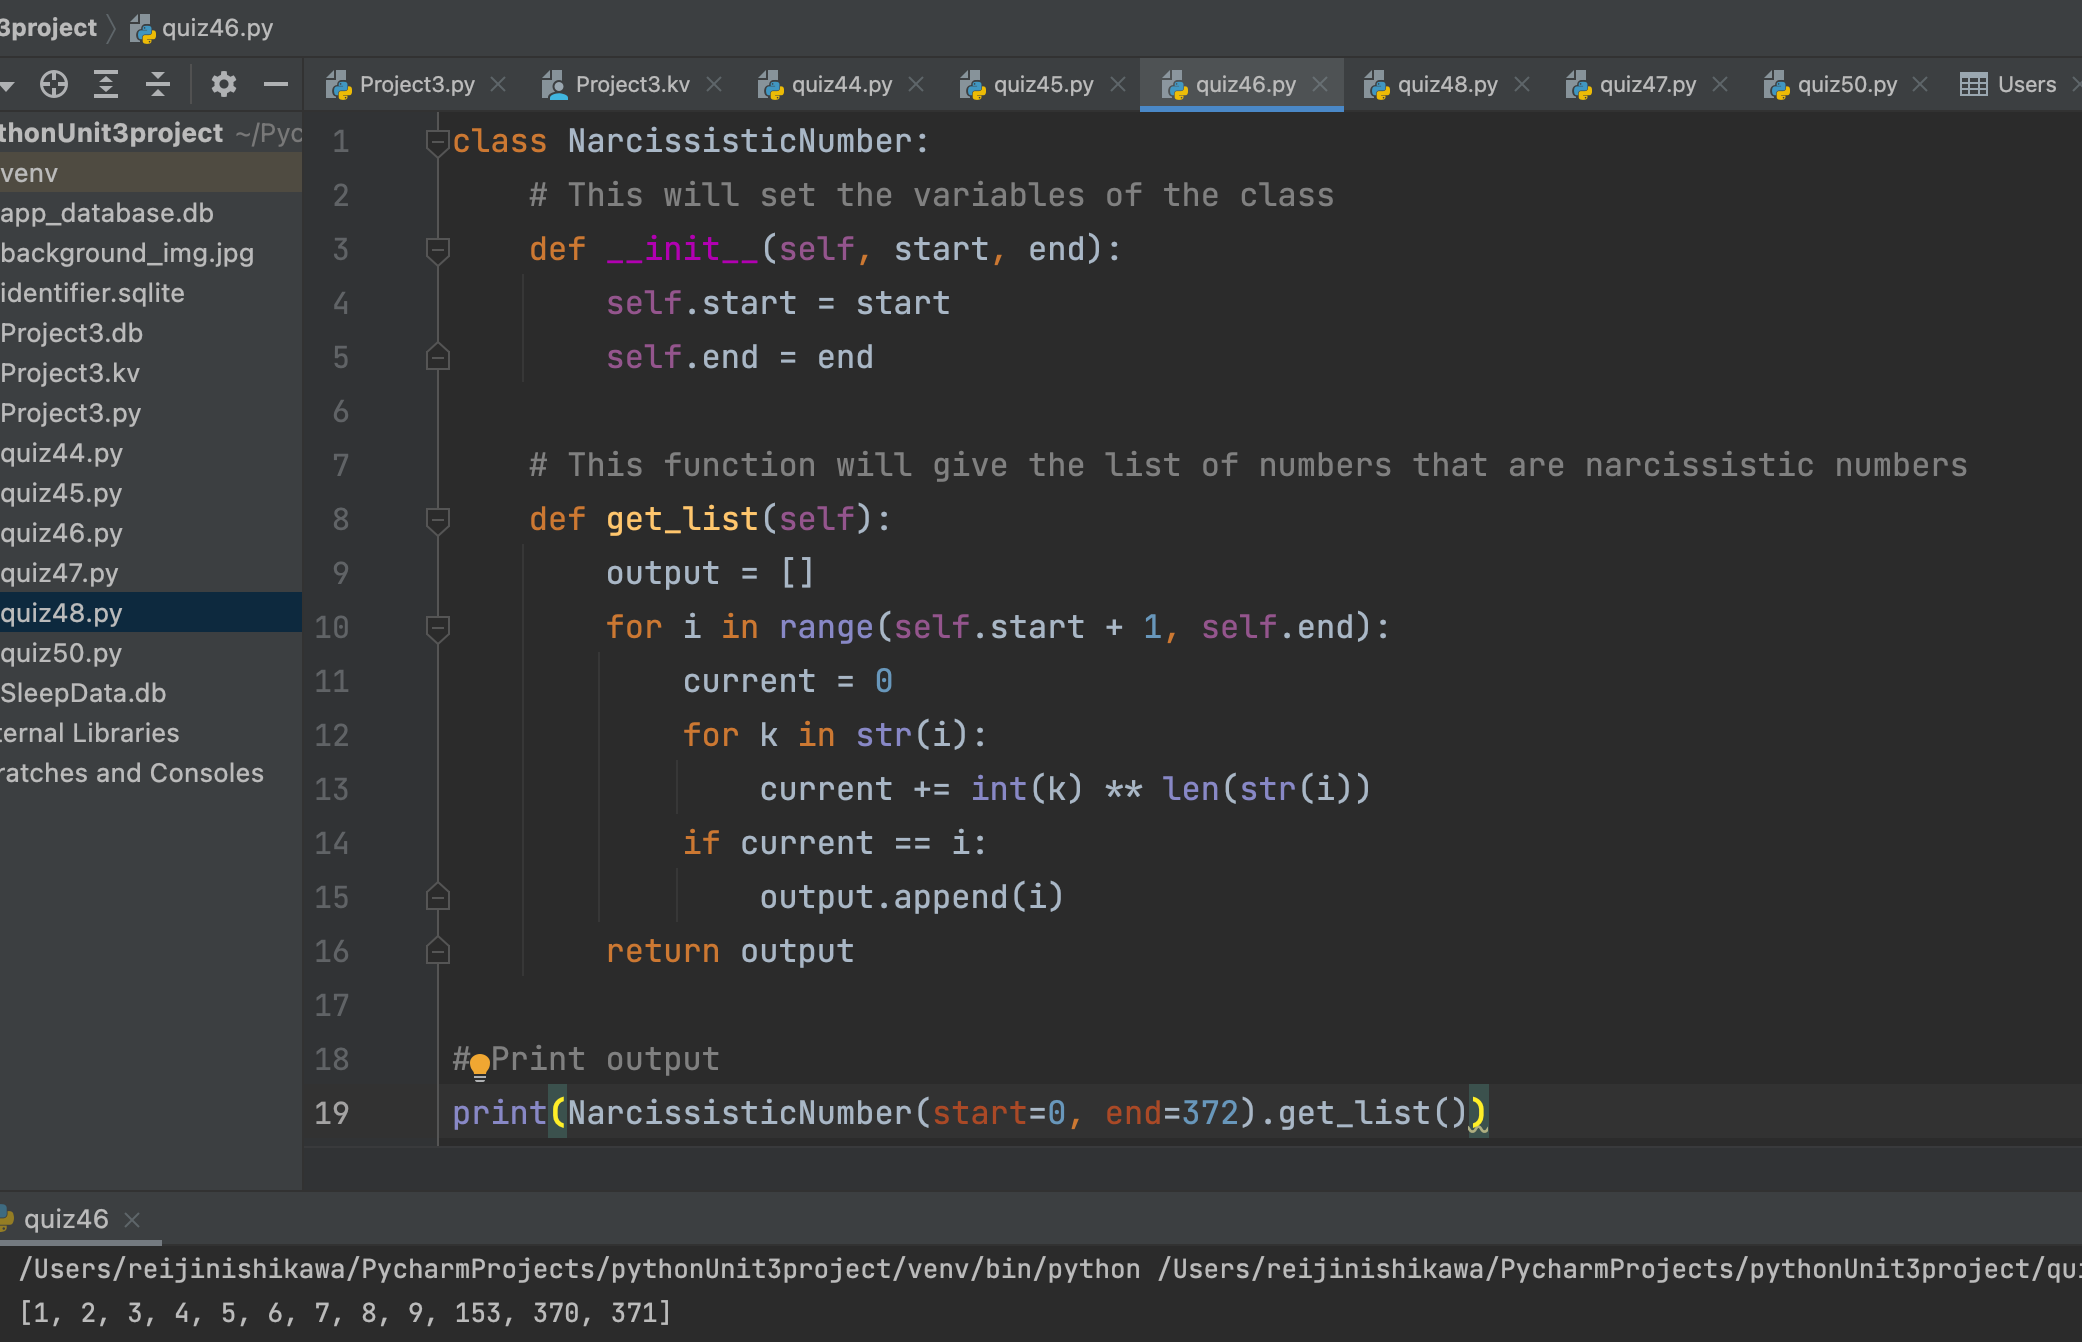 3project quiz46.py
Project3.py Project3.kv quiz44.py quiz45.py quiz46.py quiz48.py quiz47.py quiz50.py Users
thonUnit3project ~/Pyc
venv
app_database.db
background_img.jpg
identifier.sqlite
Project3.db
Project3.kv
Project3.py
quiz44.py
quiz45.py
quiz46.py
quiz47.py
quiz48.py
quiz50.py
SleepData.db
ternal Libraries
ratches and Consoles
1 class NarcissisticNumber:
2     # This will set the variables of the class
3     def __init__(self, start, end):
4         self.start = start
5         self.end = end
6
7     # This function will give the list of numbers that are narcissistic numbers
8     def get_list(self):
9         output = []
10         for i in range(self.start + 1, self.end):
11             current = 0
12             for k in str(i):
13                 current += int(k) ** len(str(i))
14             if current == i:
15                 output.append(i)
16         return output
17
18 # Print output
19 print(NarcissisticNumber(start=0, end=372).get_list())
quiz46
/Users/reijinishikawa/PycharmProjects/pythonUnit3project/venv/bin/python /Users/reijinishikawa/PycharmProjects/pythonUnit3project/qui
[1, 2, 3, 4, 5, 6, 7, 8, 9, 153, 370, 371]